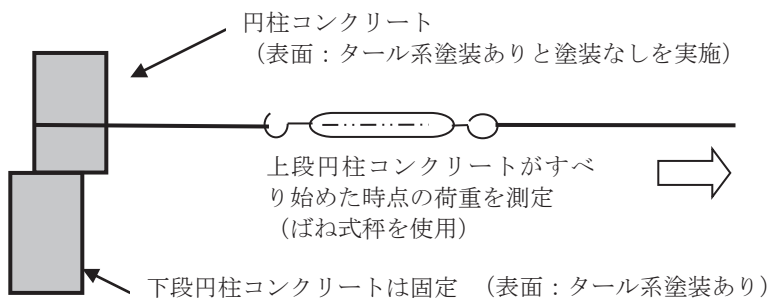 円柱コンクリート
（表面：タール系塗装ありと塗装なしを実施）
上段円柱コンクリートがすべ
り始めた時点の荷重を測定
（ばね式秤を使用）
下段円柱コンクリートは固定 （表面：タール系塗装あり）